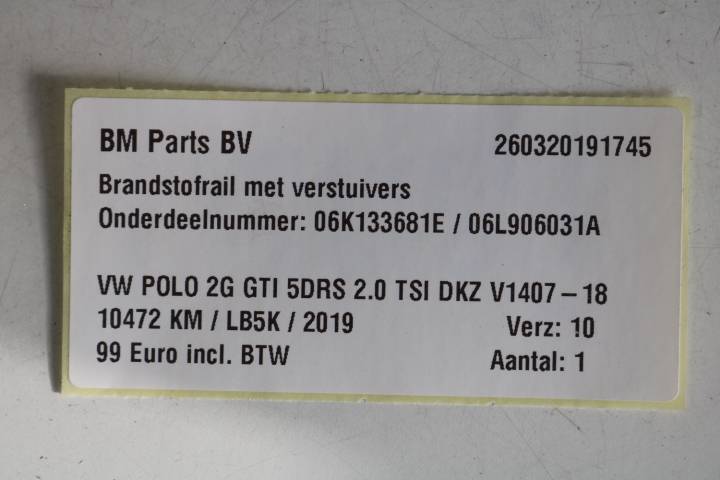 BM Parts BV 260320191745
Brandstofrail met verstuivers
Onderdeelnummer: 06K133681E / 06L906031A
VW POLO 2G GTI 5DRS 2.0 TSI DKZ V1407-18
10472 KM / LB5K / 2019 Verz: 10
99 Euro incl. BTW Aantal: 1